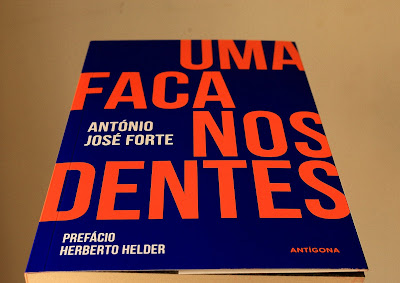 UMA
FACA
ANTÓNIO
JOSÉ FORTE
NOS
DENTES
PREFÁCIO
HERBERTO HELDER
ANTÍGONA